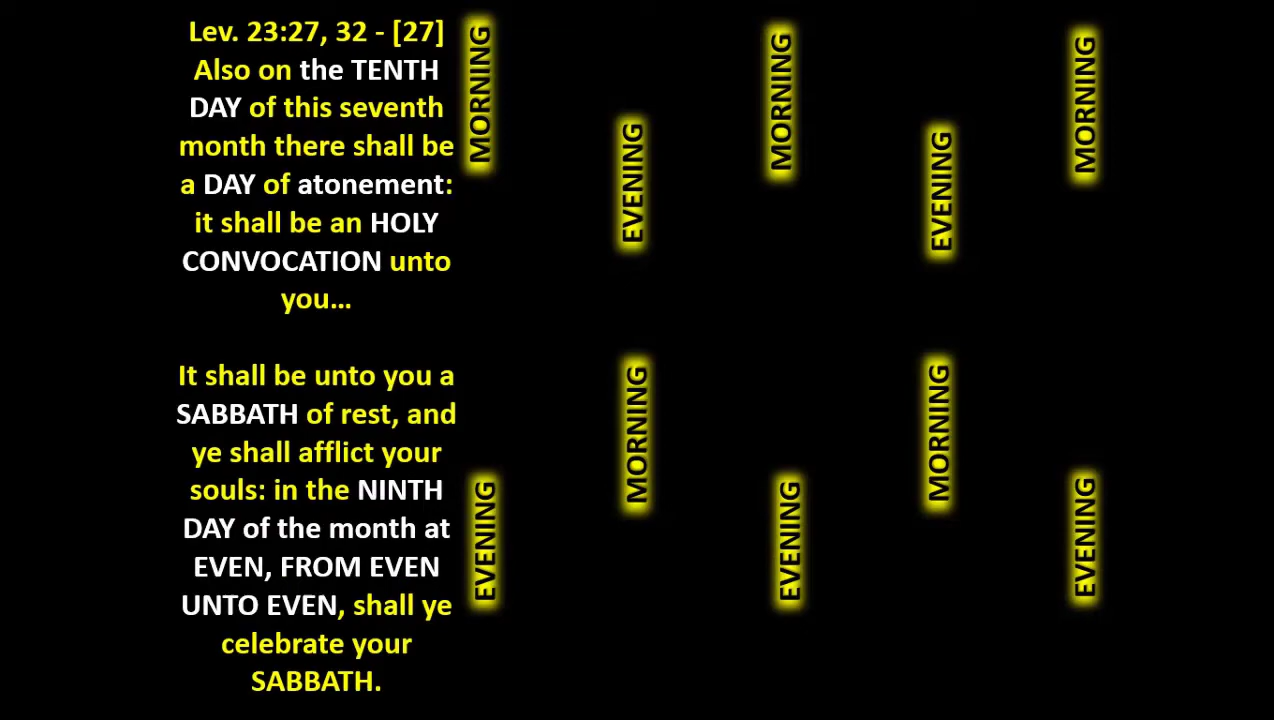 Lev. 23:27, 32 - [27]
Also on the TENTH
DAY of this seventh
month there shall be
a DAY of atonement:
it shall be an HOLY
CONVOCATION unto
you...
It shall be unto you a
SABBATH of rest, and
ye shall afflict your
souls: in the NINTH
DAY of the month at
EVEN, FROM EVEN
UNTO EVEN, shall ye
celebrate your
SABBATH.
MORNING
EVENING
MORNING
EVENING
MORNING
EVENING
MORNING
EVENING
MORNING
EVENING